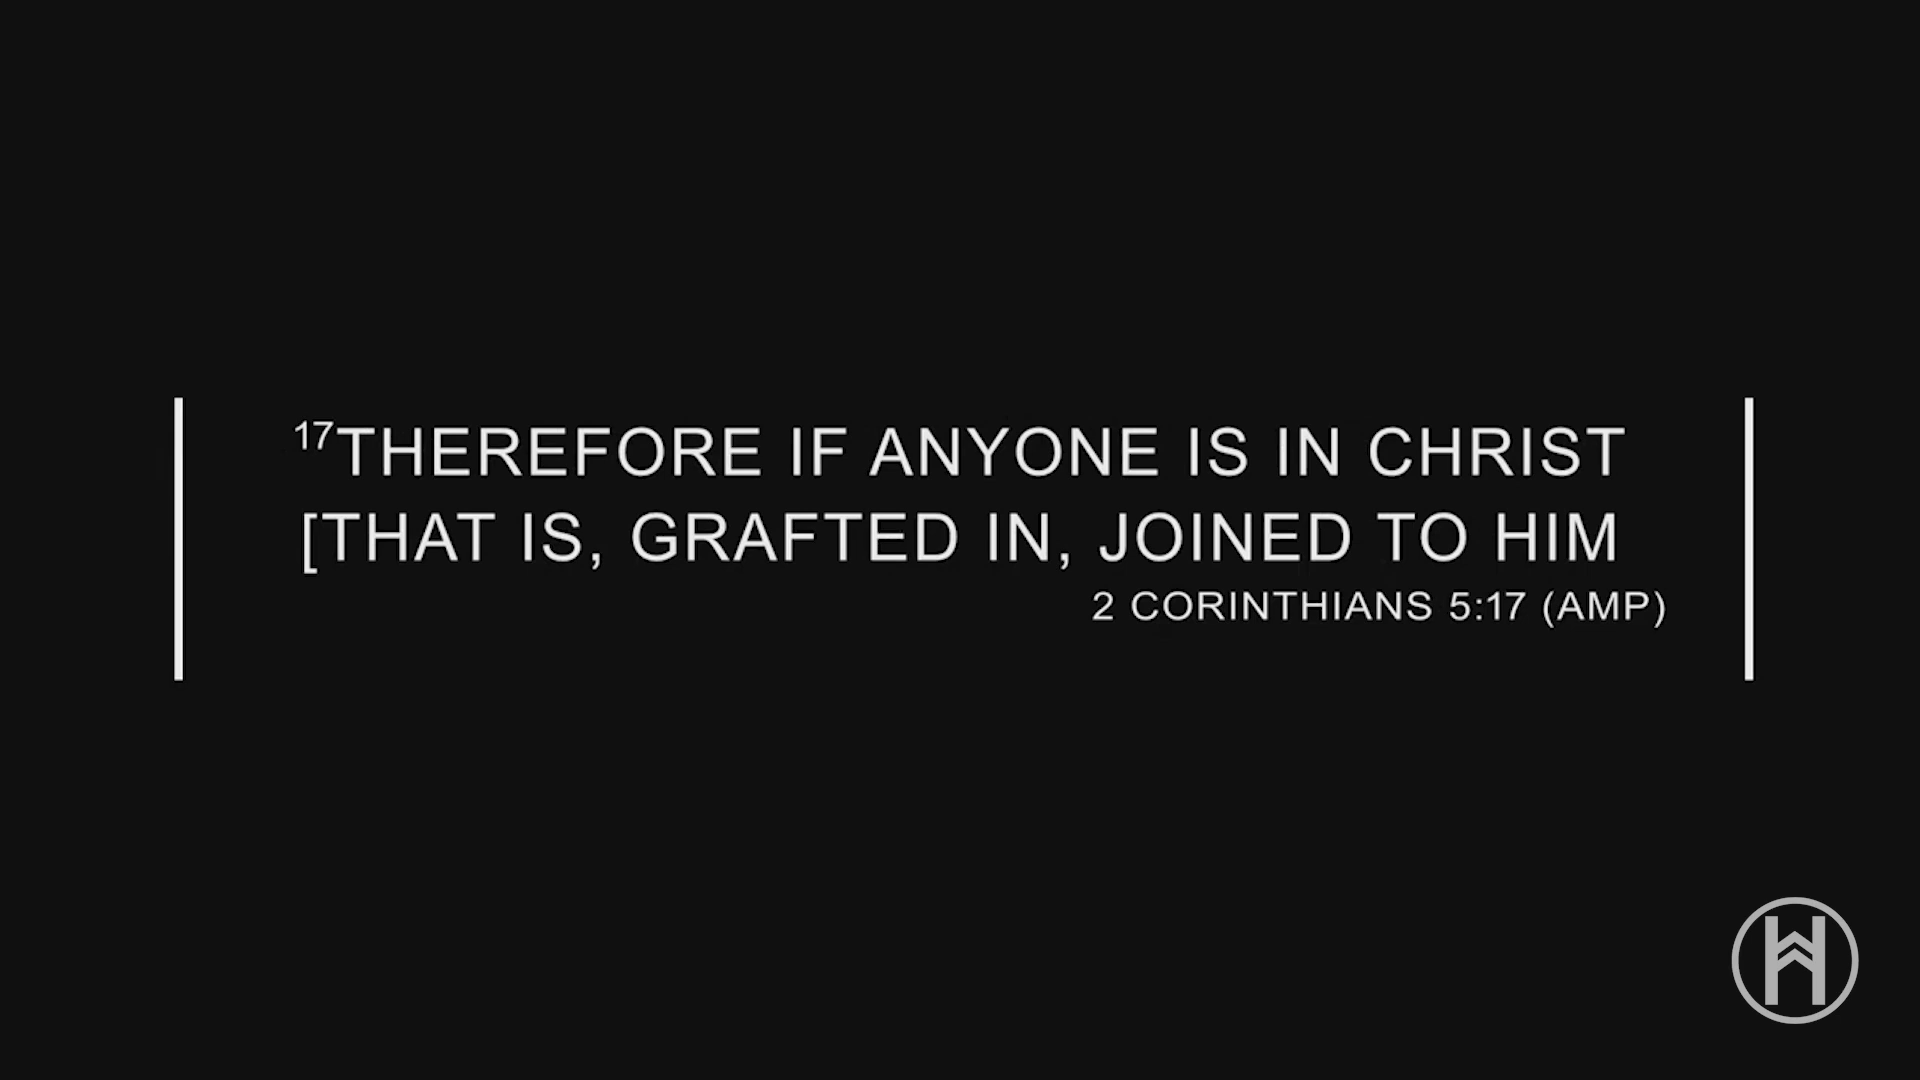 ¹⁷THEREFORE IF ANYONE IS IN CHRIST
[THAT IS, GRAFTED IN, JOINED TO HIM
2 CORINTHIANS 5:17 (AMP)